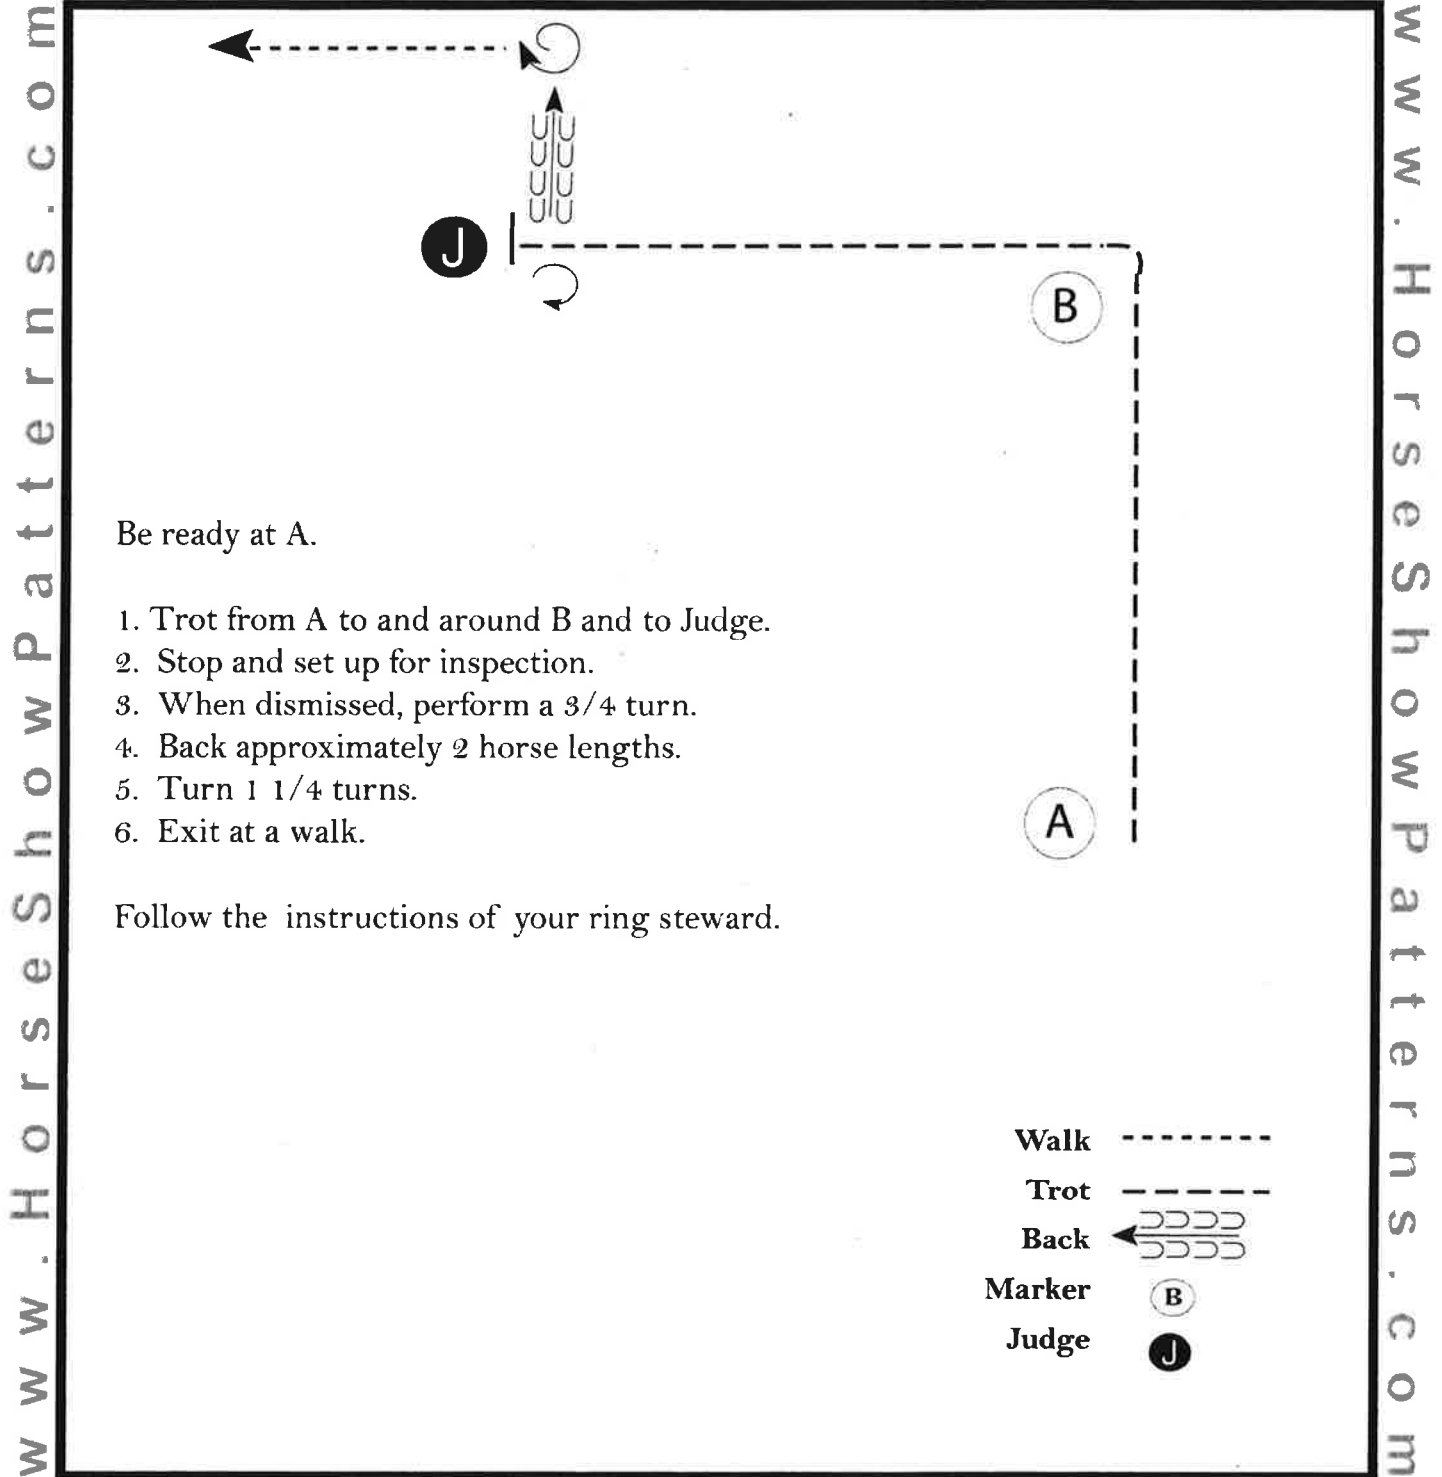 www.HorseShowPatterns.com
www.HorseShowPatterns.com
J
B
A
Be ready at A.
1. Trot from A to and around B and to Judge.
2. Stop and set up for inspection.
3. When dismissed, perform a 3/4 turn.
4. Back approximately 2 horse lengths.
5. Turn 1 1/4 turns.
6. Exit at a walk.
Follow the instructions of your ring steward.
Walk
Trot
Back
Marker B
Judge J